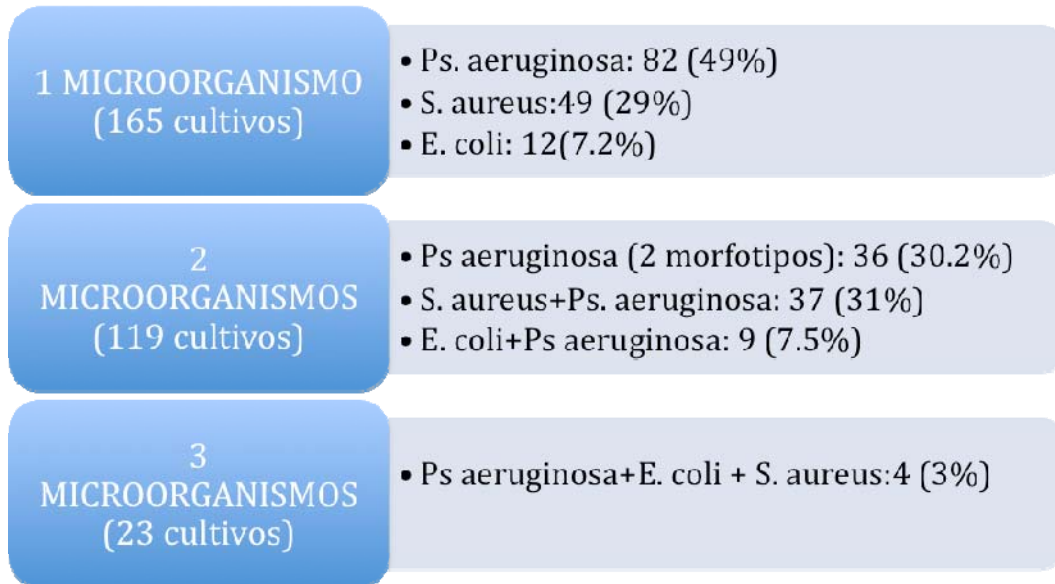 1 MICROORGANISMO
(165 cultivos)
• Ps. aeruginosa: 82 (49%)
• S. aureus:49 (29%)
• E. coli: 12(7.2%)
2
MICROORGANISMOS
(119 cultivos)
• Ps aeruginosa (2 morfotipos): 36 (30.2%)
• S. aureus+Ps. aeruginosa: 37 (31%)
• E. coli+Ps aeruginosa: 9 (7.5%)
3
MICROORGANISMOS
(23 cultivos)
• Ps aeruginosa+E. coli + S. aureus:4 (3%)